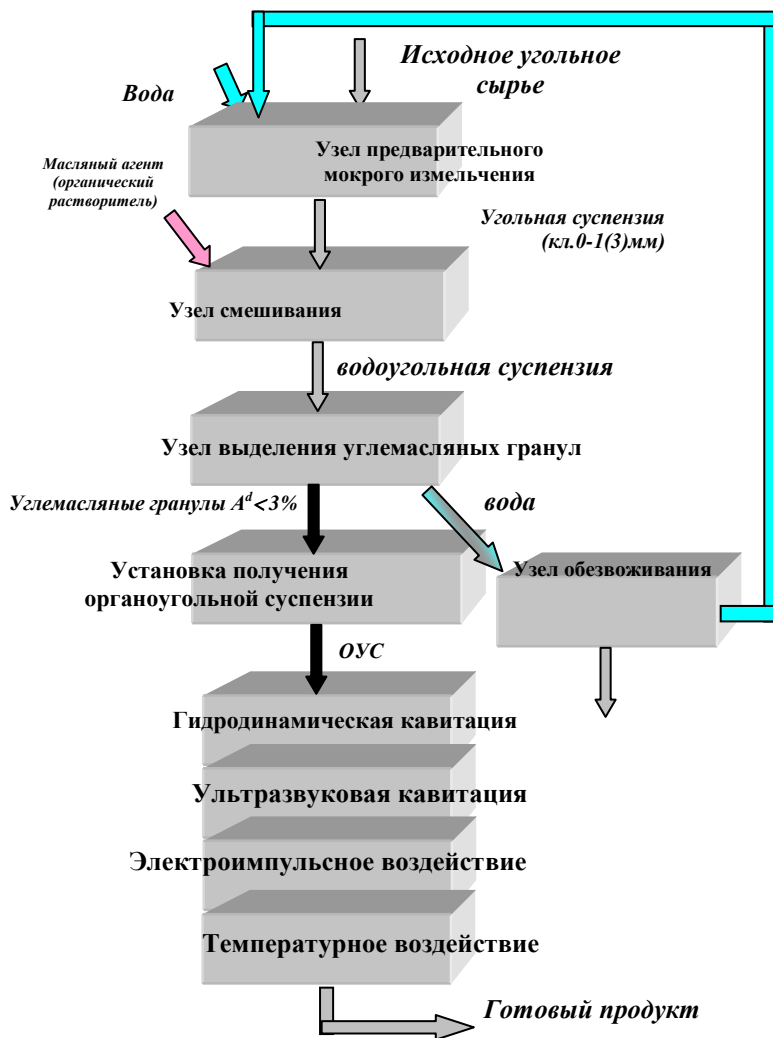 Исходное угольное
сырье
Вода
Узел предварительного
мокрого измельчения
Масляный агент
(органический
растворитель)
Угольная суспензия
(кл.0-1(3)мм)
Узел смешивания
водоугольная суспензия
Узел выделения углемасляных гранул
Углемасляные гранулы Aᵈ<3%
вода
Установка получения
органоугольной суспензии
Узел обезвоживания
ОУС
Гидродинамическая кавитация
Ультразвуковая кавитация
Электроимпульсное воздействие
Температурное воздействие
Готовый продукт